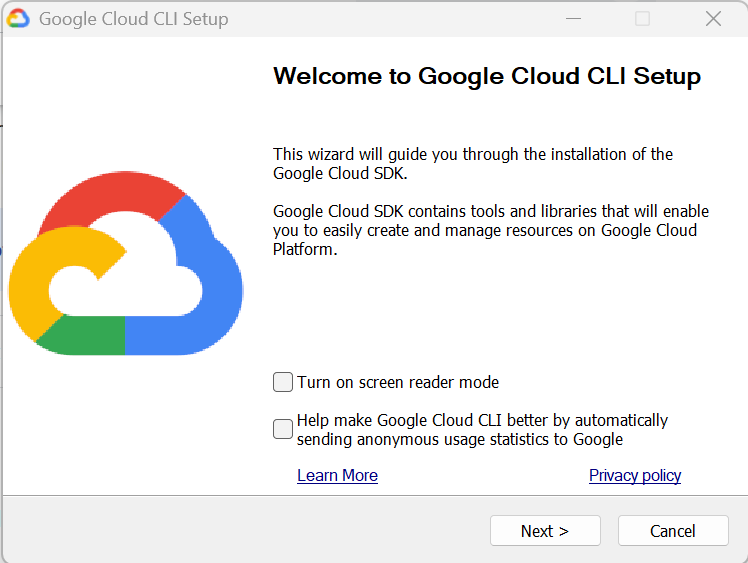 Google Cloud CLI Setup
Welcome to Google Cloud CLI Setup
This wizard will guide you through the installation of the
Google Cloud SDK.
Google Cloud SDK contains tools and libraries that will enable
you to easily create and manage resources on Google Cloud
Platform.
Turn on screen reader mode
Help make Google Cloud CLI better by automatically
sending anonymous usage statistics to Google
Learn More
Privacy policy
Next >
Cancel